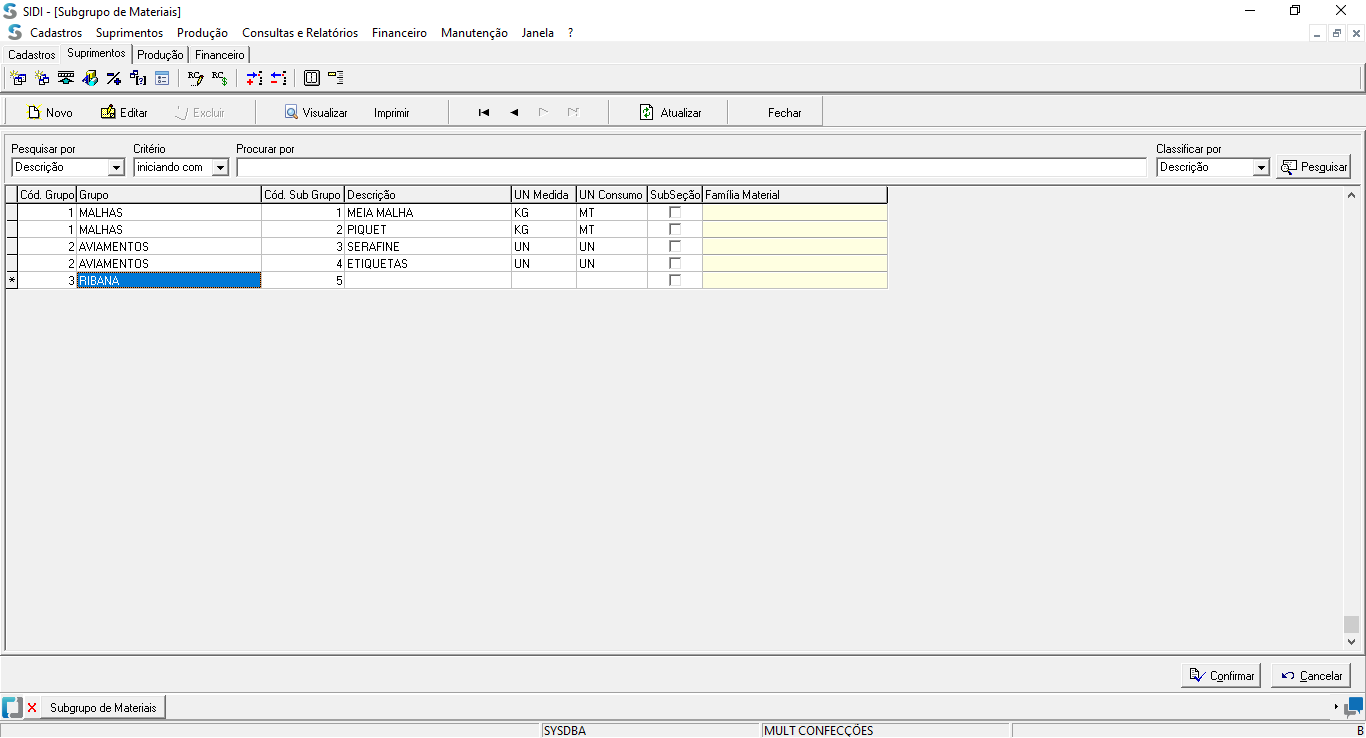 SIDI - [Subgrupo de Materiais]
Cadastros Suprimentos Produção Consultas e Relatórios Financeiro Manutenção Janela ?
Cadastros Suprimentos Produção Financeiro
Novo Editar Excluir Visualizar Imprimir Atualizar Fechar
Pesquisar por Critério Procurar por Classificar por
Descrição iniciando com Descrição Pesquisar
Cód. Grupo Grupo Cód. Sub Grupo Descrição UN Medida UN Consumo SubSeção Família Material
1 MALHAS 1 MEIA MALHA KG MT
1 MALHAS 2 PIQUET KG MT
2 AVIAMENTOS 3 SERAFINE UN UN
2 AVIAMENTOS 4 ETIQUETAS UN UN
* 3 RIBANA 5
Confirmar Cancelar
Subgrupo de Materiais
SYSDBA MULT CONFECÇÕES B